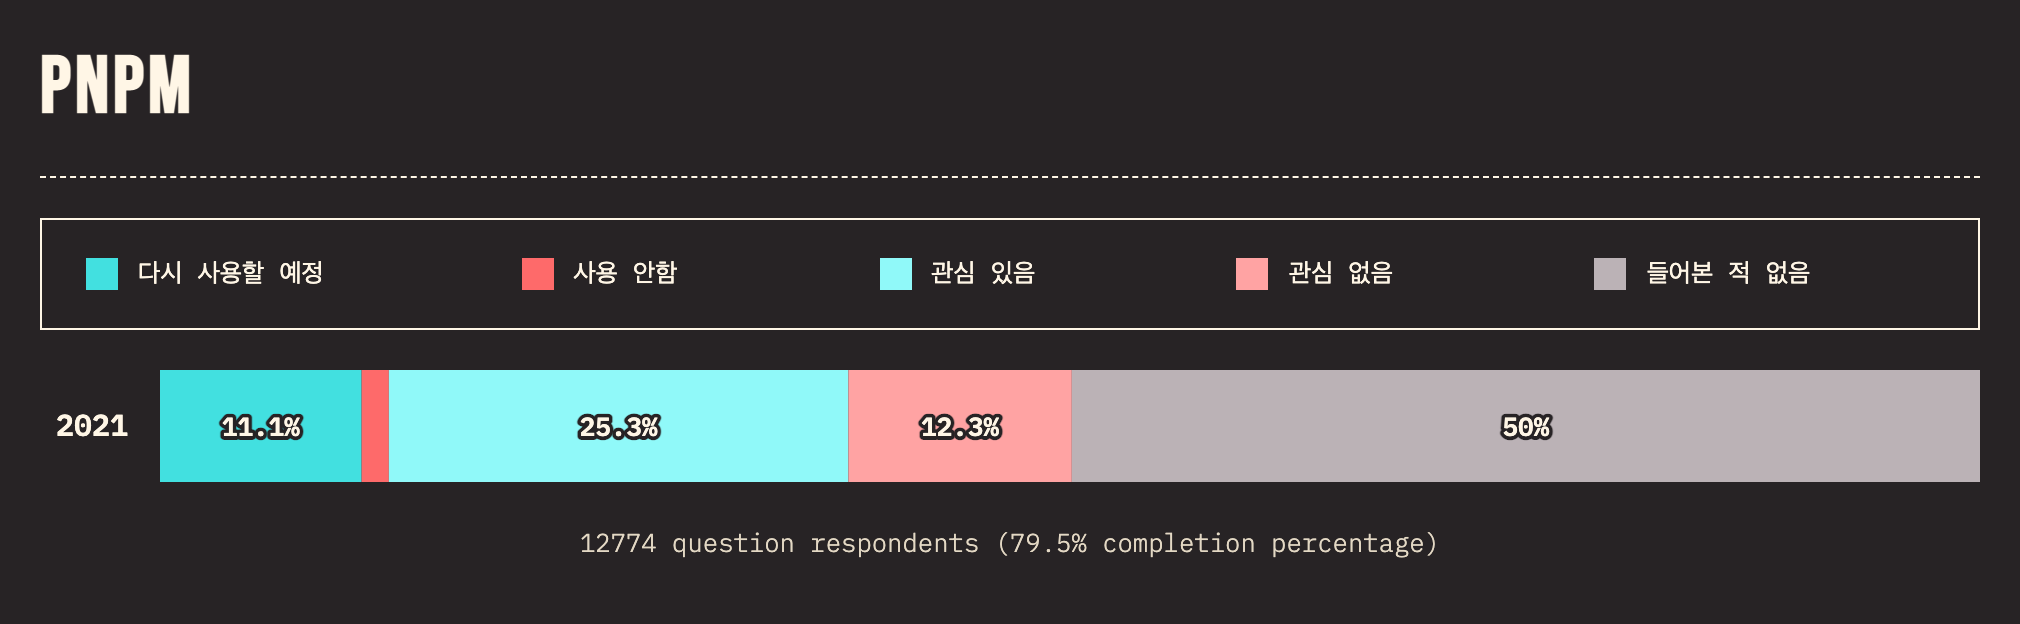 PNPM
다시 사용할 예정 사용 안함 관심 있음 관심 없음 들어본 적 없음
2021 11.1% 25.3% 12.3% 50%
12774 question respondents (79.5% completion percentage)